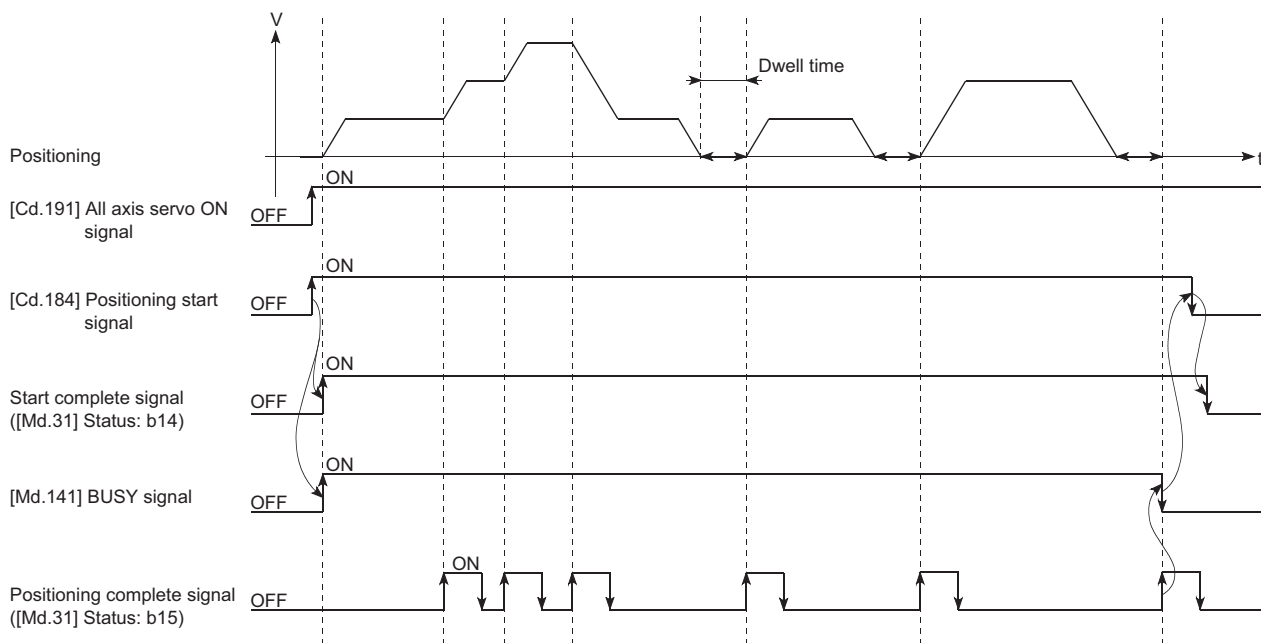 V
Dwell time
Positioning
t
ON
[Cd.191] All axis servo ON
signal
OFF
ON
[Cd.184] Positioning start
signal
OFF
ON
Start complete signal
([Md.31] Status: b14)
OFF
ON
[Md.141] BUSY signal
OFF
ON
Positioning complete signal
([Md.31] Status: b15)
OFF